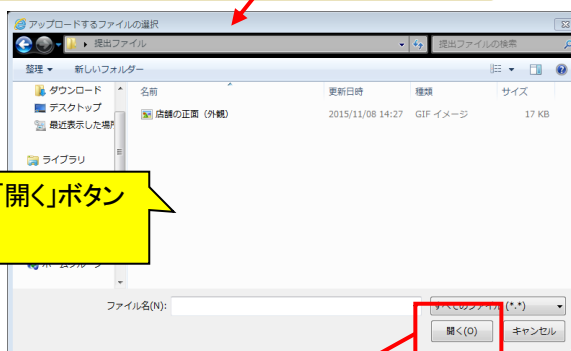 アップロードするファイルの選択
提出ファイル
提出ファイルの検索
整理 新しいフォルダー
ダウンロード
デスクトップ
最近表示した場所
ライブラリ
名前 更新日時 種類 サイズ
店舗の正面（外観） 2015/11/08 14:27 GIF イメージ 17 KB
「開く」ボタン
ファイル名(N):
すべてのファイル (*.*)
開く(O) キャンセル